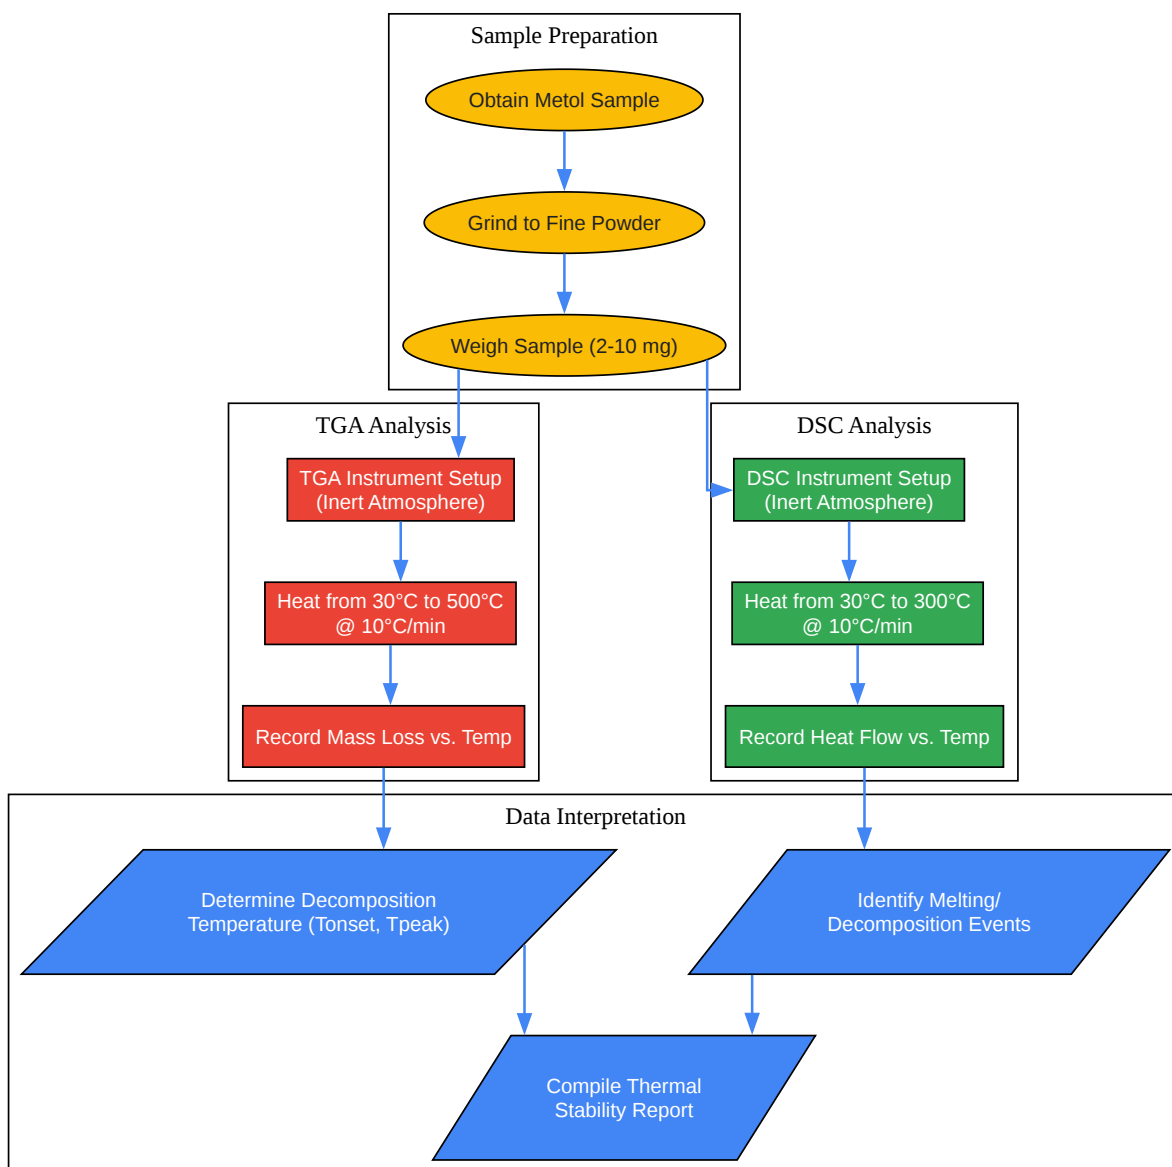 Sample Preparation
Obtain Metol Sample
Grind to Fine Powder
Weigh Sample (2-10 mg)
TGA Analysis
TGA Instrument Setup
(Inert Atmosphere)
Heat from 30°C to 500°C
@ 10°C/min
Record Mass Loss vs. Temp
DSC Analysis
DSC Instrument Setup
(Inert Atmosphere)
Heat from 30°C to 300°C
@ 10°C/min
Record Heat Flow vs. Temp
Data Interpretation
Determine Decomposition
Temperature (Tonset, Tpeak)
Identify Melting/
Decomposition Events
Compile Thermal
Stability Report